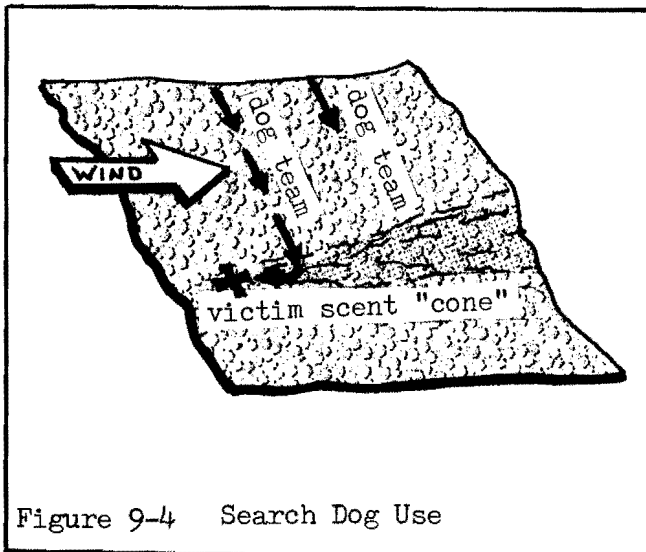 WIND
dog team
dog team
victim scent "cone"
Figure 9-4 Search Dog Use